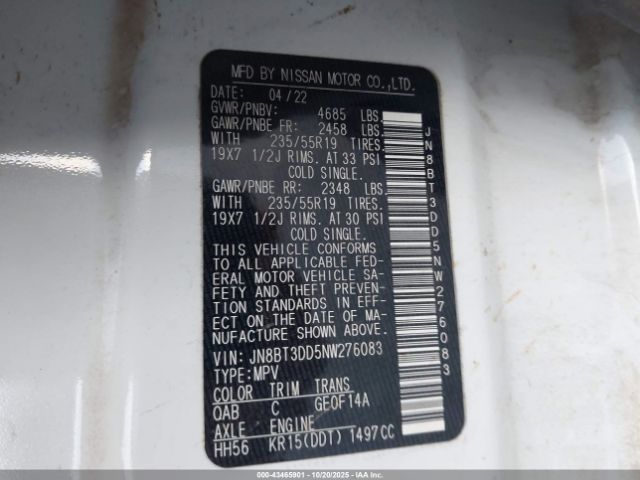 MFD BY NISSAN MOTOR CO.,LTD.
DATE: 04/22
GVWR/PNBV: 4685 LBS.
GAWR/PNBE FR: 2458 LBS.
WITH 235/55R19 TIRES.
19X7 1/2J RIMS. AT 33 PSI
COLD SINGLE.
GAWR/PNBE RR: 2348 LBS.
WITH 235/55R19 TIRES.
19X7 1/2J RIMS. AT 30 PSI
COLD SINGLE.
THIS VEHICLE CONFORMS
TO ALL APPLICABLE FED-
ERAL MOTOR VEHICLE SA-
FETY AND THEFT PREVEN-
TION STANDARDS IN EFF-
ECT ON THE DATE OF MA-
NUFACTURE SHOWN ABOVE.
VIN: JN8BT3DD5NW276083
TYPE:MPV
COLOR TRIM TRANS
QAB C GE0F14A
AXLE ENGINE
HH56 KR15(DDT) 1497CC
JN8BT3DD5NW276083
Stock #: 43465901 - 10/20/2025 - IAAI.com